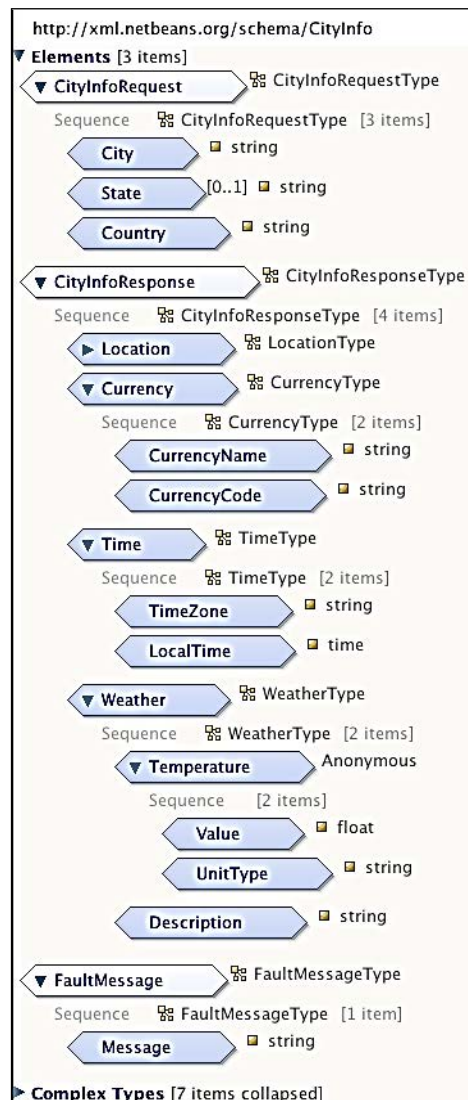 http://xml.netbeans.org/schema/CityInfo
Elements [3 items]
CityInfoRequest CityInfoRequestType
Sequence CityInfoRequestType [3 items]
City string
State [0..1] string
Country string
CityInfoResponse CityInfoResponseType
Sequence CityInfoResponseType [4 items]
Location LocationType
Currency CurrencyType
Sequence CurrencyType [2 items]
CurrencyName string
CurrencyCode string
Time TimeType
Sequence TimeType [2 items]
TimeZone string
LocalTime time
Weather WeatherType
Sequence WeatherType [2 items]
Temperature Anonymous
Sequence [2 items]
Value float
UnitType string
Description string
FaultMessage FaultMessageType
Sequence FaultMessageType [1 item]
Message string
Complex Types [7 items collapsed]